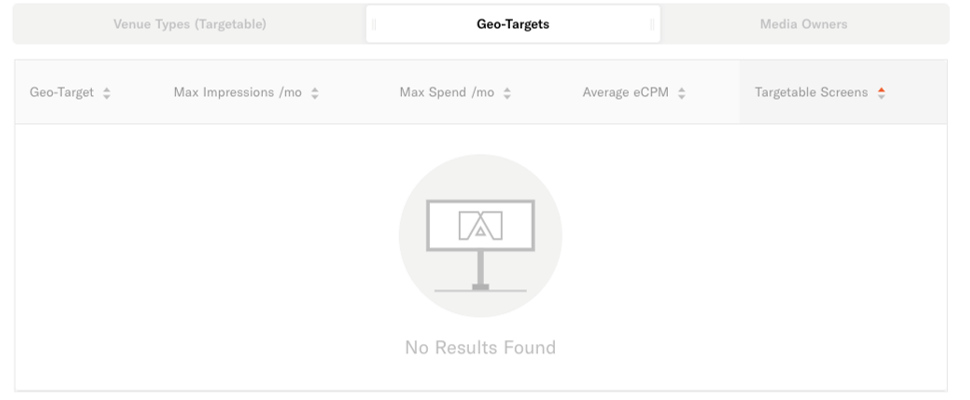 Venue Types (Targetable) Geo-Targets Media Owners
Geo-Target Max Impressions /mo Max Spend /mo Average eCPM Targetable Screens
No Results Found